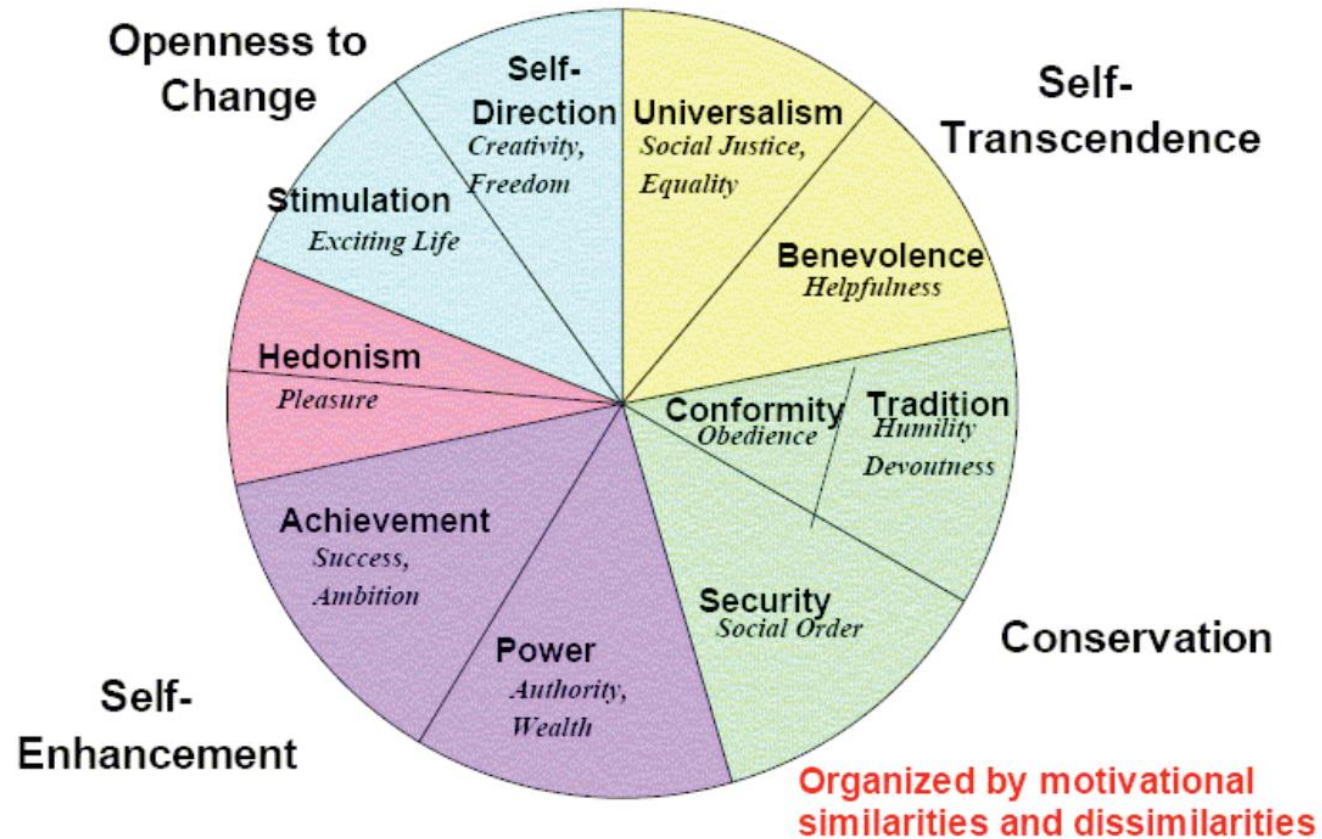 Openness to
Change
Self-
Direction
Creativity,
Freedom
Universalism
Social Justice,
Equality
Self-
Transcendence
Stimulation
Exciting Life
Benevolence
Helpfulness
Hedonism
Pleasure
Conformity
Obedience
Tradition
Humility
Devoutness
Achievement
Success,
Ambition
Security
Social Order
Power
Authority,
Wealth
Conservation
Self-
Enhancement
Organized by motivational
similarities and dissimilarities